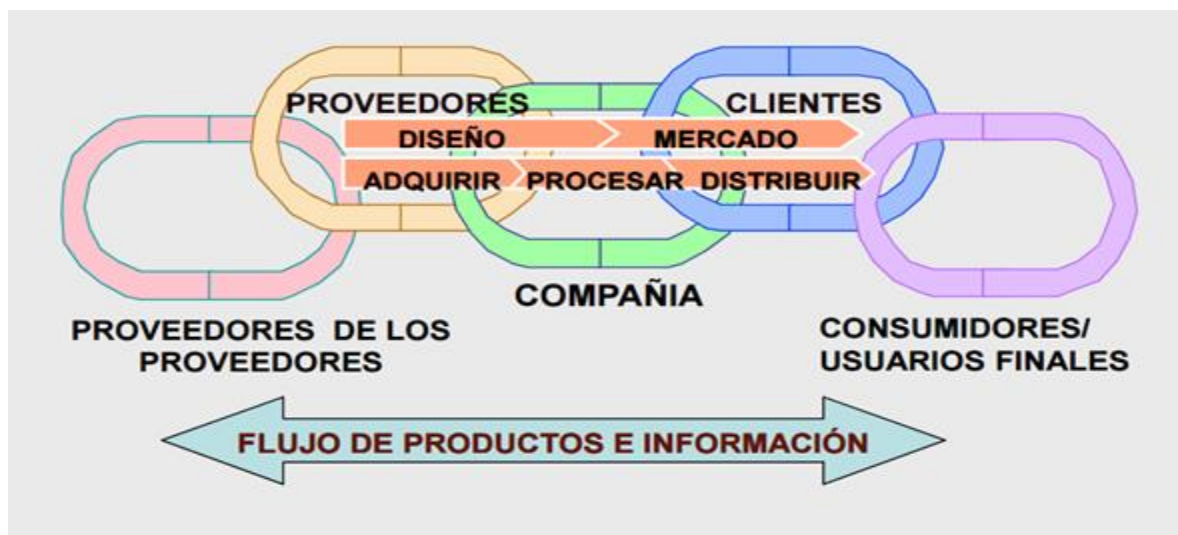 PROVEEDORES
CLIENTES
DISEÑO
MERCADO
ADQUIRIR
PROCESAR
DISTRIBUIR
COMPAÑIA
PROVEEDORES DE LOS
PROVEEDORES
CONSUMIDORES/
USUARIOS FINALES
FLUJO DE PRODUCTOS E INFORMACIÓN